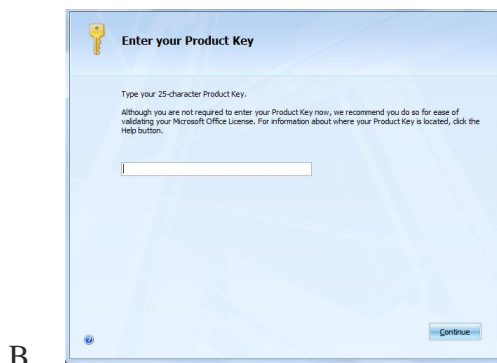 Enter your Product Key
Type your 25-character Product Key.
Although you are not required to enter your Product Key now, we recommend you do so for ease of
validating your Microsoft Office License. For information about where your Product Key is located, click the
Help button.
Continue
B